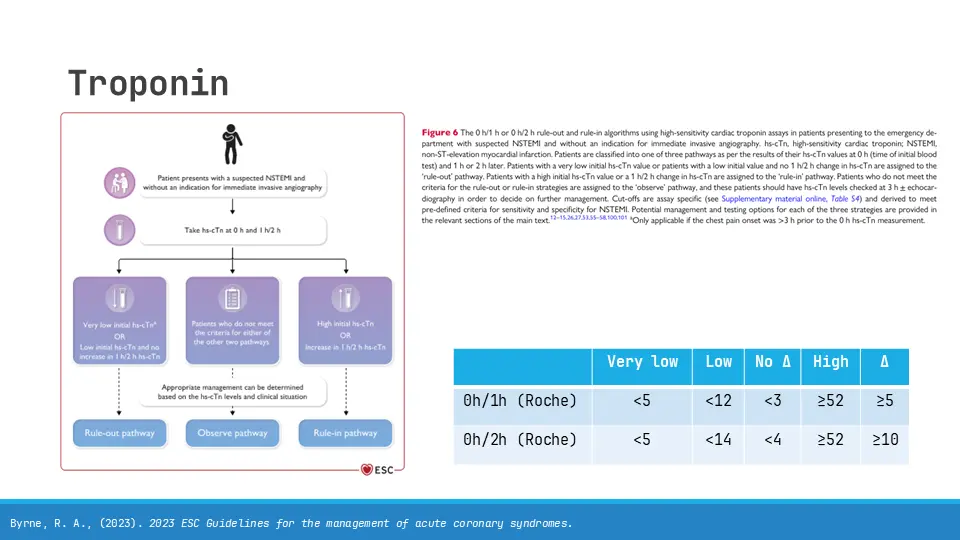 Troponin
Patient presents with a suspected NSTEMI and
without an indication for immediate invasive angiography
Take hs-cTn at 0 h and 1 h/2 h
Very low initial hs-cTnª
OR
Low initial hs-cTn and no
increase in 1 h/2 h hs-cTn
Patients who do not meet
the criteria for either of
the other two pathways
High initial hs-cTn
OR
Increase in 1 h/2 h hs-cTn
Appropriate management can be determined
based on the hs-cTn levels and clinical situation
Rule-out pathway
Observe pathway
Rule-in pathway
ESC
Figure 6 The 0 h/1 h or 0 h/2 h rule-out and rule-in algorithms using high-sensitivity cardiac troponin assays in patients presenting to the emergency de-
partment with suspected NSTEMI and without an indication for immediate invasive angiography. hs-cTn, high-sensitivity cardiac troponin; NSTEMI,
non-ST-elevation myocardial infarction. Patients are classified into one of three pathways as per the results of their hs-cTn values at 0 h (time of initial blood
test) and 1 h or 2 h later. Patients with a very low initial hs-cTn value or patients with a low initial value and no 1 h/2 h change in hs-cTn are assigned to the
‘rule-out’ pathway. Patients with a high initial hs-cTn value or a 1 h/2 h change in hs-cTn are assigned to the ‘rule-in’ pathway. Patients who do not meet the
criteria for the rule-out or rule-in strategies are assigned to the ‘observe’ pathway, and these patients should have hs-cTn levels checked at 3 h ± echocar-
diography in order to decide on further management. Cut-offs are assay specific (see Supplementary material online, Table S4) and derived to meet
pre-defined criteria for sensitivity and specificity for NSTEMI. Potential management and testing options for each of the three strategies are provided in
the relevant sections of the main text.12–15,26,27,53,55–58,100,101 ªOnly applicable if the chest pain onset was >3 h prior to the 0 h hs-cTn measurement.
Very low Low No Δ High Δ
0h/1h (Roche) <5 <12 <3 ≥52 ≥5
0h/2h (Roche) <5 <14 <4 ≥52 ≥10
Byrne, R. A., (2023). 2023 ESC Guidelines for the management of acute coronary syndromes.